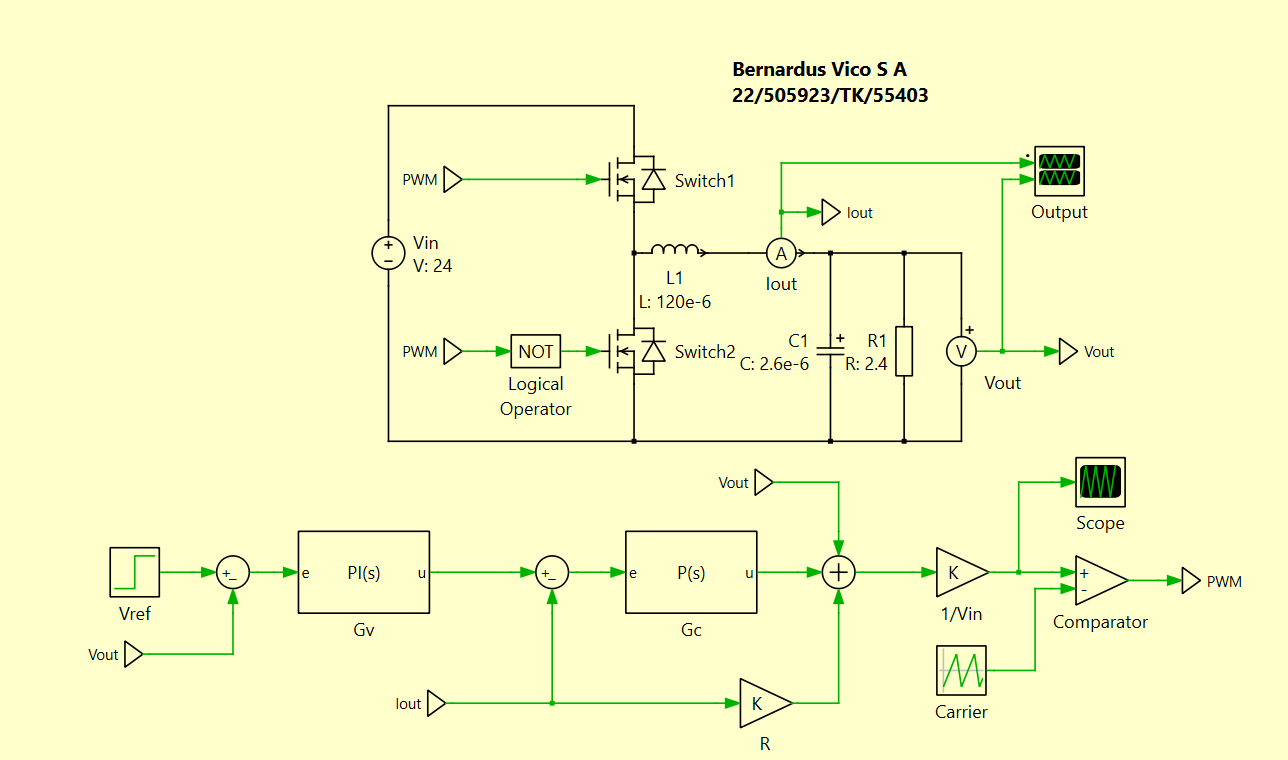 Bernardus Vico S A
22/505923/TK/55403
PWM
Switch1
Iout
Output
Vin
V: 24
A
L1
Iout
L: 120e-6
PWM
NOT
Switch2
C1
C: 2.6e-6
R1
R: 2.4
V
Vout
Logical
Operator
Vout
Vout
Scope
Vref
+_
e PI(s) u
Gv
+_
e P(s) u
Gc
+
K
1/Vin
+
-
Comparator
PWM
Vout
Iout
K
R
Carrier